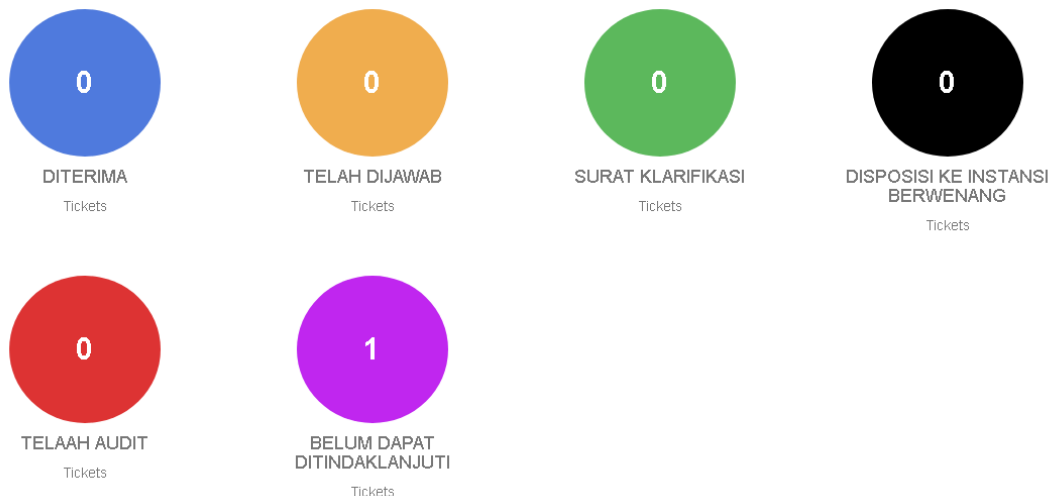 0
DITERIMA
Tickets
0
TELAH DIJAWAB
Tickets
0
SURAT KLARIFIKASI
Tickets
0
DISPOSISI KE INSTANSI
BERWENANG
Tickets
0
TELAAH AUDIT
Tickets
1
BELUM DAPAT
DITINDAKLANJUTI
Tickets